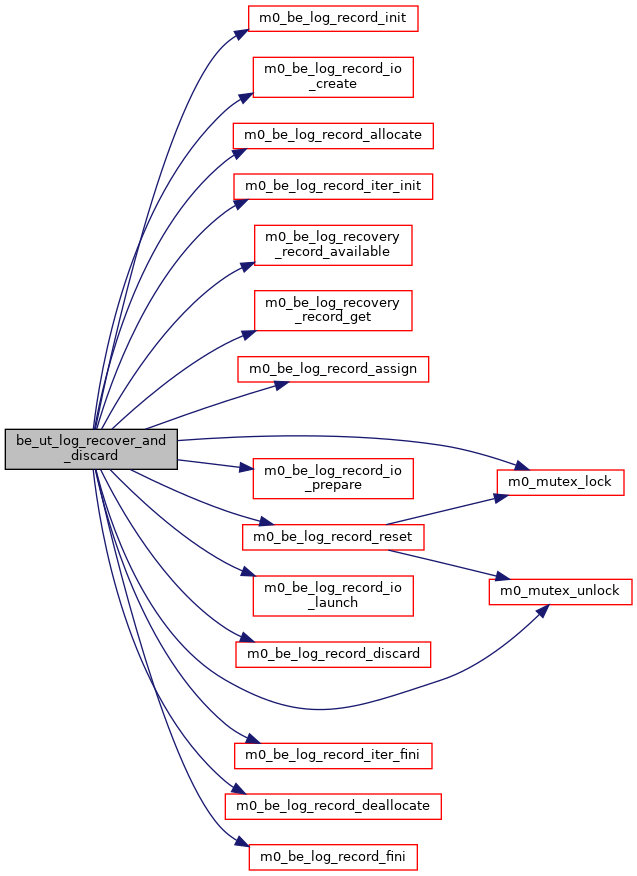 m0_be_log_record_init
m0_be_log_record_io
_create
m0_be_log_record_allocate
m0_be_log_record_iter_init
m0_be_log_recovery
_record_available
m0_be_log_recovery
_record_get
m0_be_log_record_assign
be_ut_log_recover_and
_discard
m0_be_log_record_io
_prepare
m0_mutex_lock
m0_be_log_record_reset
m0_be_log_record_io
_launch
m0_mutex_unlock
m0_be_log_record_discard
m0_be_log_record_iter_fini
m0_be_log_record_deallocate
m0_be_log_record_fini